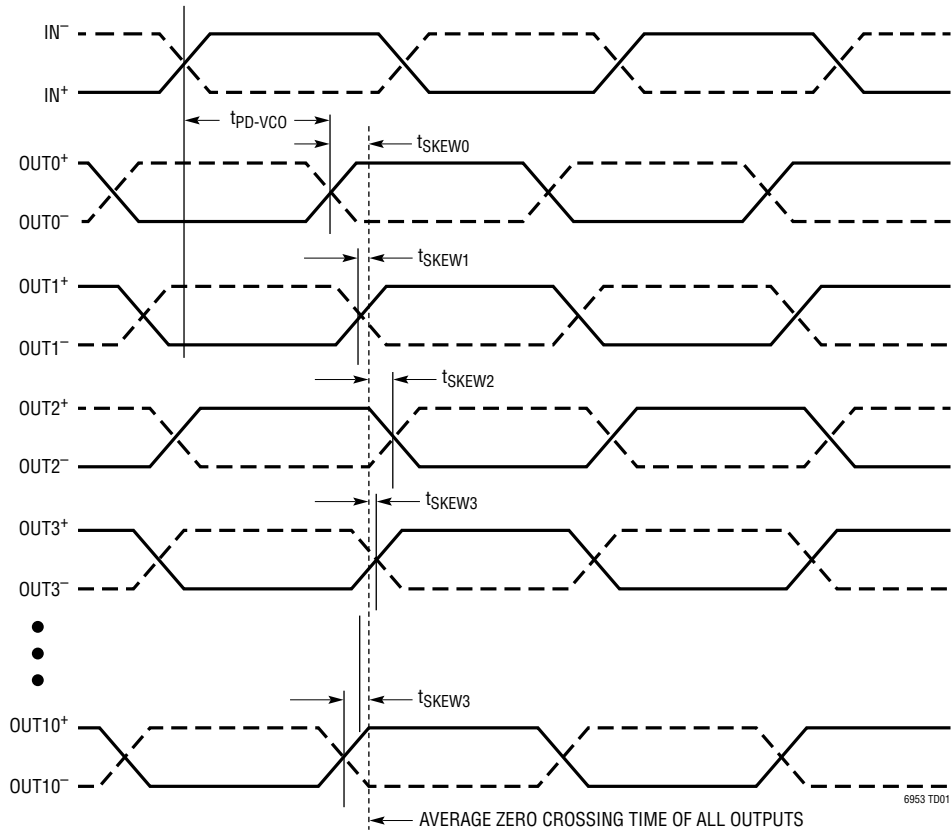 IN⁻
IN⁺
tPD-VCO
tSKEW0
OUT0⁺
OUT0⁻
tSKEW1
OUT1⁺
OUT1⁻
tSKEW2
OUT2⁺
OUT2⁻
tSKEW3
OUT3⁺
OUT3⁻
tSKEW3
OUT10⁺
OUT10⁻
6953 TD01
AVERAGE ZERO CROSSING TIME OF ALL OUTPUTS